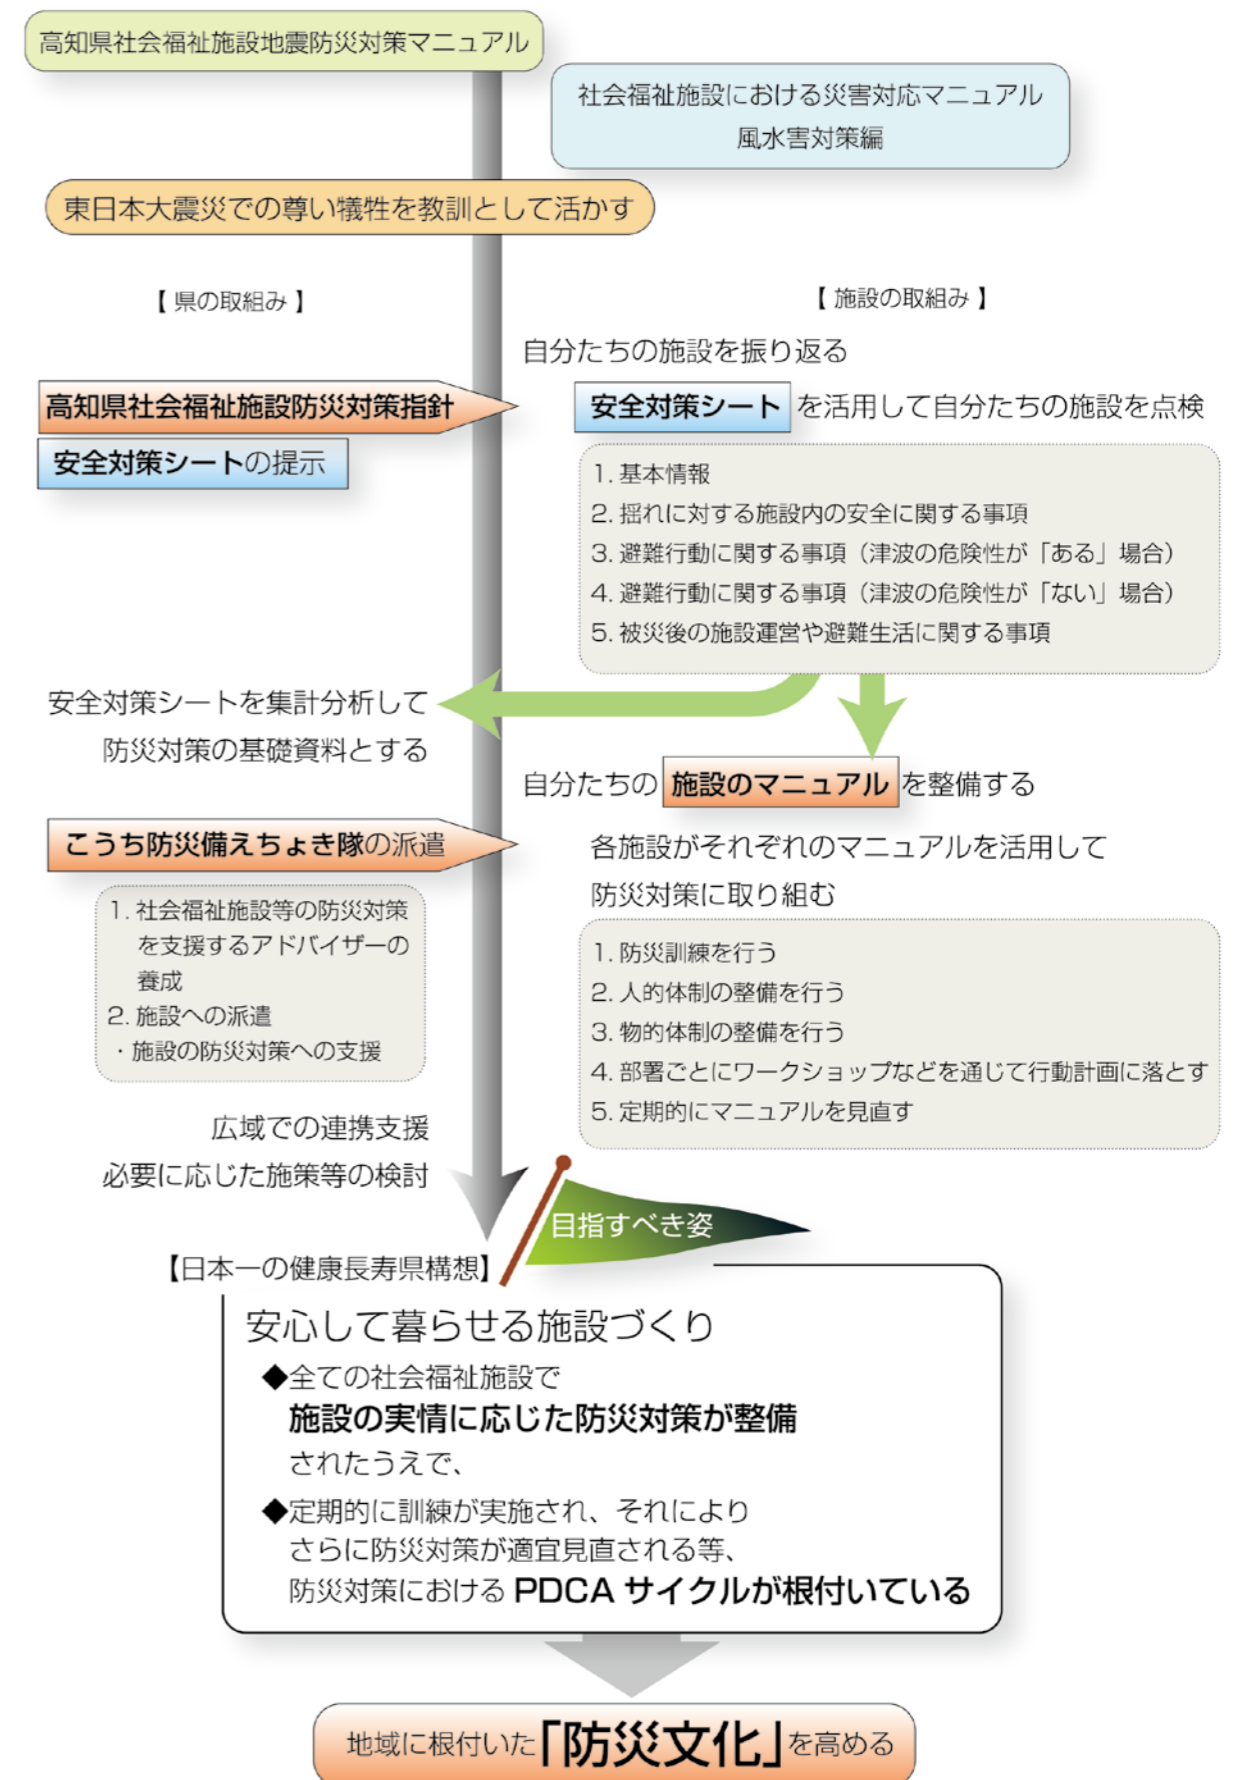 高知県社会福祉施設地震防災対策マニュアル
社会福祉施設における災害対応マニュアル
風水害対策編
東日本大震災での尊い犠牲を教訓として活かす
【 県の取組み 】
【 施設の取組み 】
自分たちの施設を振り返る
高知県社会福祉施設防災対策指針
安全対策シートの提示
安全対策シート を活用して自分たちの施設を点検
1. 基本情報
2. 揺れに対する施設内の安全に関する事項
3. 避難行動に関する事項（津波の危険性が「ある」場合）
4. 避難行動に関する事項（津波の危険性が「ない」場合）
5. 被災後の施設運営や避難生活に関する事項
安全対策シートを集計分析して
防災対策の基礎資料とする
自分たちの 施設のマニュアル を整備する
こうち防災備えちょき隊の派遣
1. 社会福祉施設等の防災対策
を支援するアドバイザーの
養成
2. 施設への派遣
・施設の防災対策への支援
各施設がそれぞれのマニュアルを活用して
防災対策に取り組む
1. 防災訓練を行う
2. 人的体制の整備を行う
3. 物的体制の整備を行う
4. 部署ごとにワークショップなどを通じて行動計画に落とす
5. 定期的にマニュアルを見直す
広域での連携支援
必要に応じた施策等の検討
目指すべき姿
【日本一の健康長寿県構想】
安心して暮らせる施設づくり
◆全ての社会福祉施設で
施設の実情に応じた防災対策が整備
されたうえで、
◆定期的に訓練が実施され、それにより
さらに防災対策が適宜見直される等、
防災対策における PDCA サイクルが根付いている
地域に根付いた「防災文化」を高める